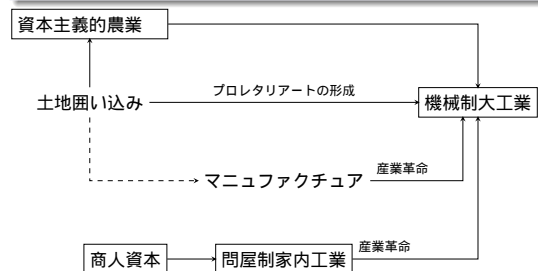 資本主義的農業
プロレタリアートの形成
土地囲い込み
機械制大工業
産業革命
マニュファクチュア
産業革命
商人資本
問屋制家内工業